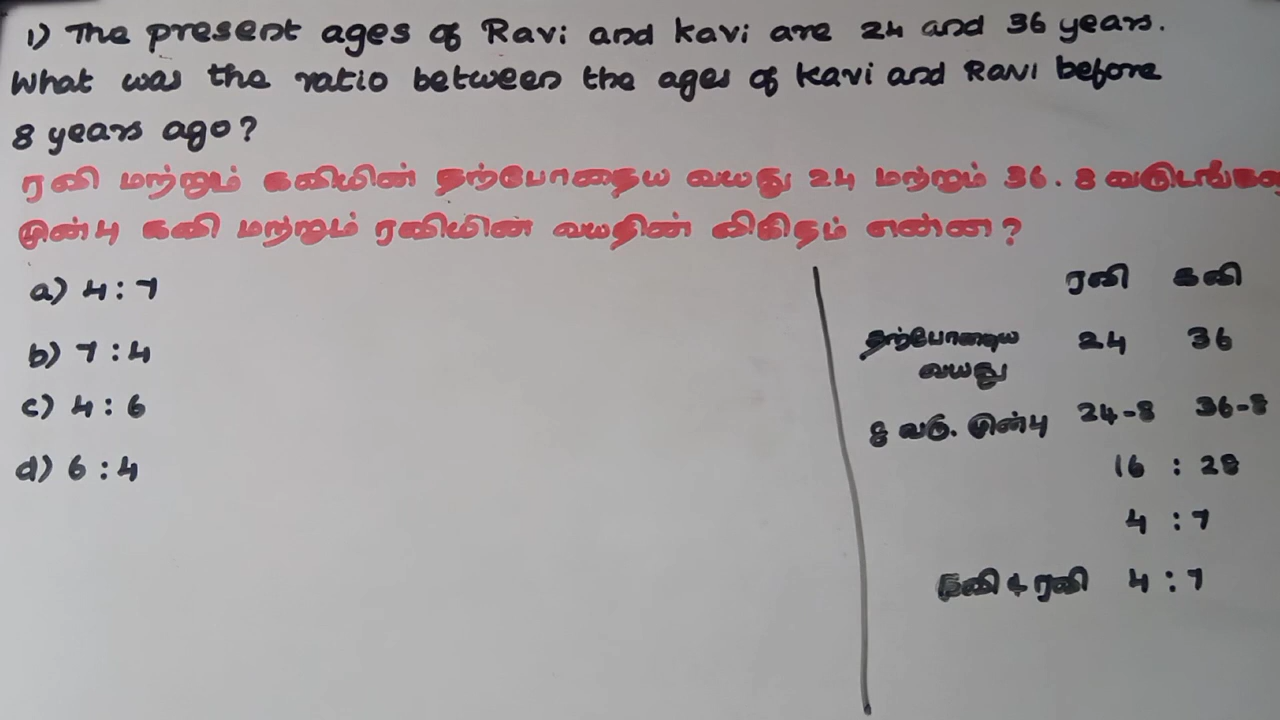 1) The present ages of Ravi and kavi are 24 and 36 years.
What was the ratio between the ages of kavi and RAVI before
8 years ago?
ரவி மற்றும் கவியின் தற்போதைய வயது 24 மற்றும் 36. 8 வருடங்க
முன்பு கவி மற்றும் ரவியின் வயதின் விகிதம் என்ன?
a) 4:7
b) 7:4
c) 4:6
d) 6:4
ரவி கவி
தற்போதைய 24 36
வயது
8 வரு. முன்பு 24-8 36-8
16 : 28
4 : 7
கவி & ரவி 4 : 7